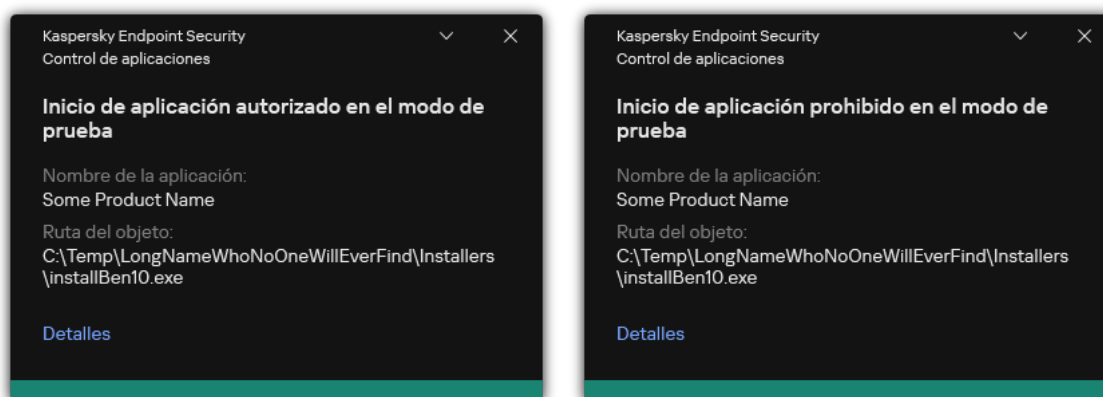 Kaspersky Endpoint Security
Control de aplicaciones
Inicio de aplicación autorizado en el modo de
prueba
Nombre de la aplicación:
Some Product Name
Ruta del objeto:
C:\Temp\LongNameWhoNoOneWillEverFind\Installers
\installBen10.exe
Detalles
Kaspersky Endpoint Security
Control de aplicaciones
Inicio de aplicación prohibido en el modo de
prueba
Nombre de la aplicación:
Some Product Name
Ruta del objeto:
C:\Temp\LongNameWhoNoOneWillEverFind\Installers
\installBen10.exe
Detalles